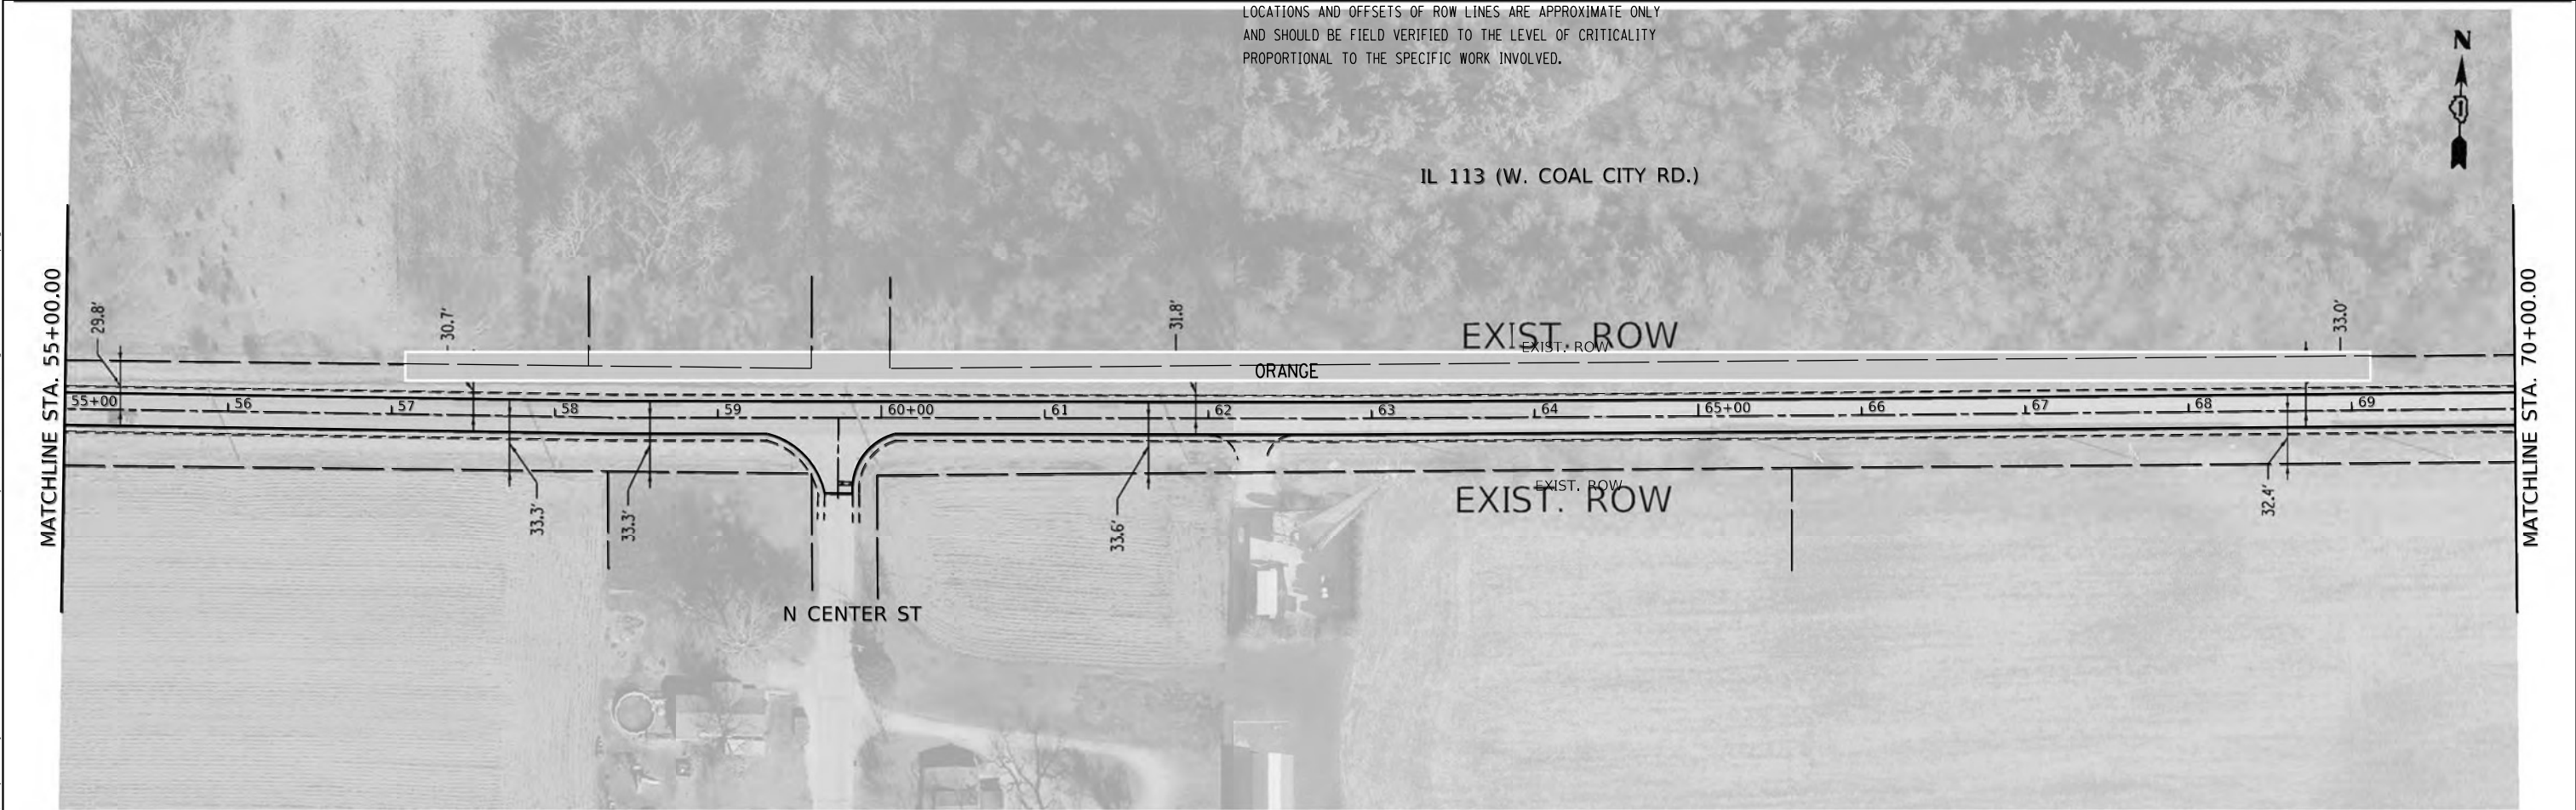 LOCATIONS AND OFFSETS OF ROW LINES ARE APPROXIMATE ONLY
AND SHOULD BE FIELD VERIFIED TO THE LEVEL OF CRITICALITY
PROPORTIONAL TO THE SPECIFIC WORK INVOLVED.
N
IL 113 (W. COAL CITY RD.)
MATCHLINE STA. 55+00.00
MATCHLINE STA. 70+00.00
29.8'
30.7'
31.8'
33.0'
EXIST. ROW
EXIST. ROW
ORANGE
55+00 56 57 58 59 60+00 61 62 63 64 65+00 66 67 68 69
EXIST. ROW
EXIST. ROW
33.3'
33.3'
33.6'
32.4'
N CENTER ST